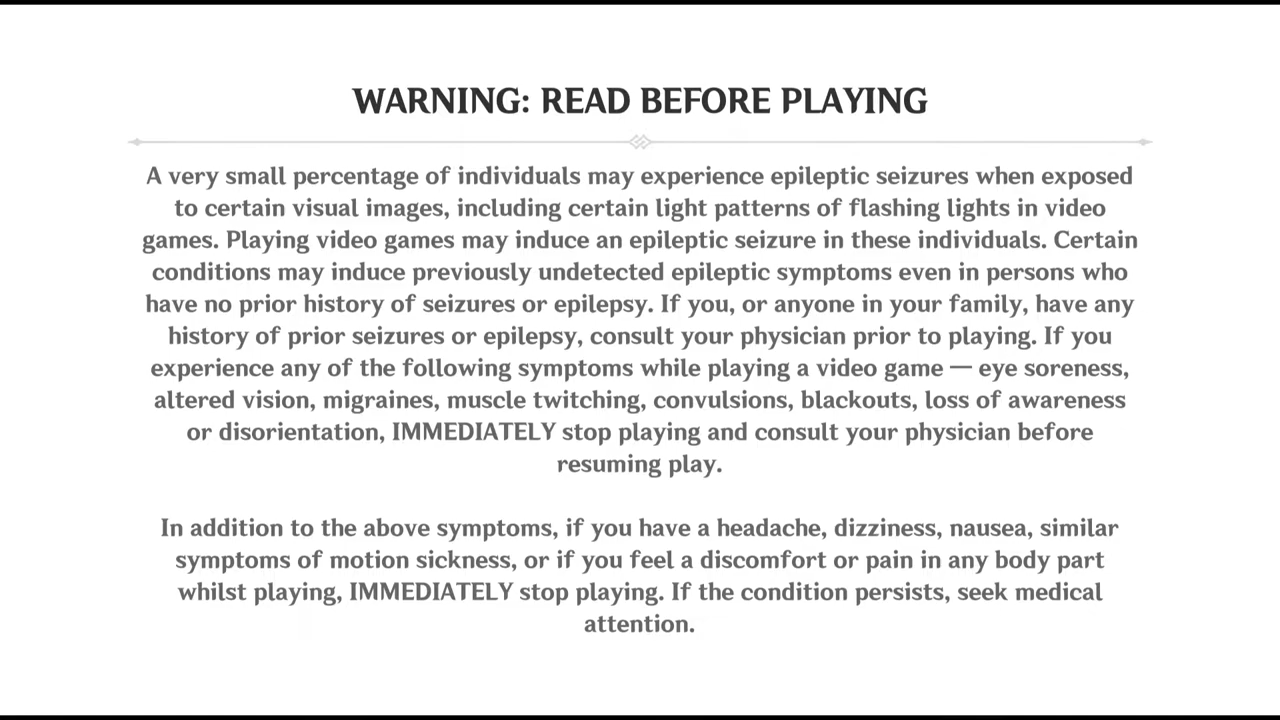 WARNING: READ BEFORE PLAYING
A very small percentage of individuals may experience epileptic seizures when exposed
to certain visual images, including certain light patterns of flashing lights in video
games. Playing video games may induce an epileptic seizure in these individuals. Certain
conditions may induce previously undetected epileptic symptoms even in persons who
have no prior history of seizures or epilepsy. If you, or anyone in your family, have any
history of prior seizures or epilepsy, consult your physician prior to playing. If you
experience any of the following symptoms while playing a video game — eye soreness,
altered vision, migraines, muscle twitching, convulsions, blackouts, loss of awareness
or disorientation, IMMEDIATELY stop playing and consult your physician before
resuming play.
In addition to the above symptoms, if you have a headache, dizziness, nausea, similar
symptoms of motion sickness, or if you feel a discomfort or pain in any body part
whilst playing, IMMEDIATELY stop playing. If the condition persists, seek medical
attention.